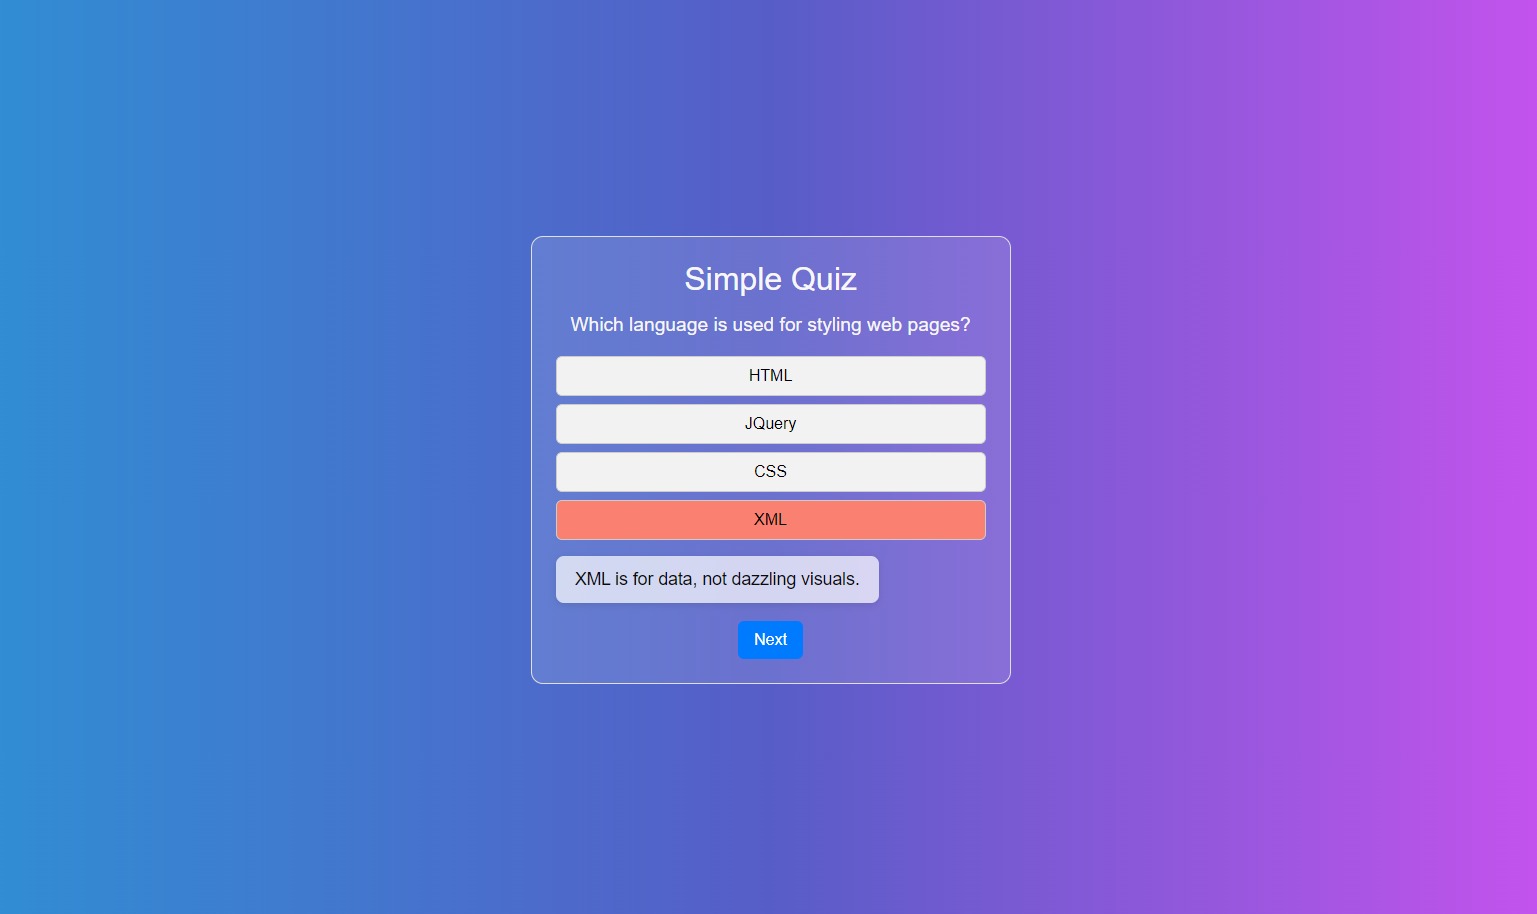 Simple Quiz
Which language is used for styling web pages?
HTML
JQuery
CSS
XML
XML is for data, not dazzling visuals.
Next